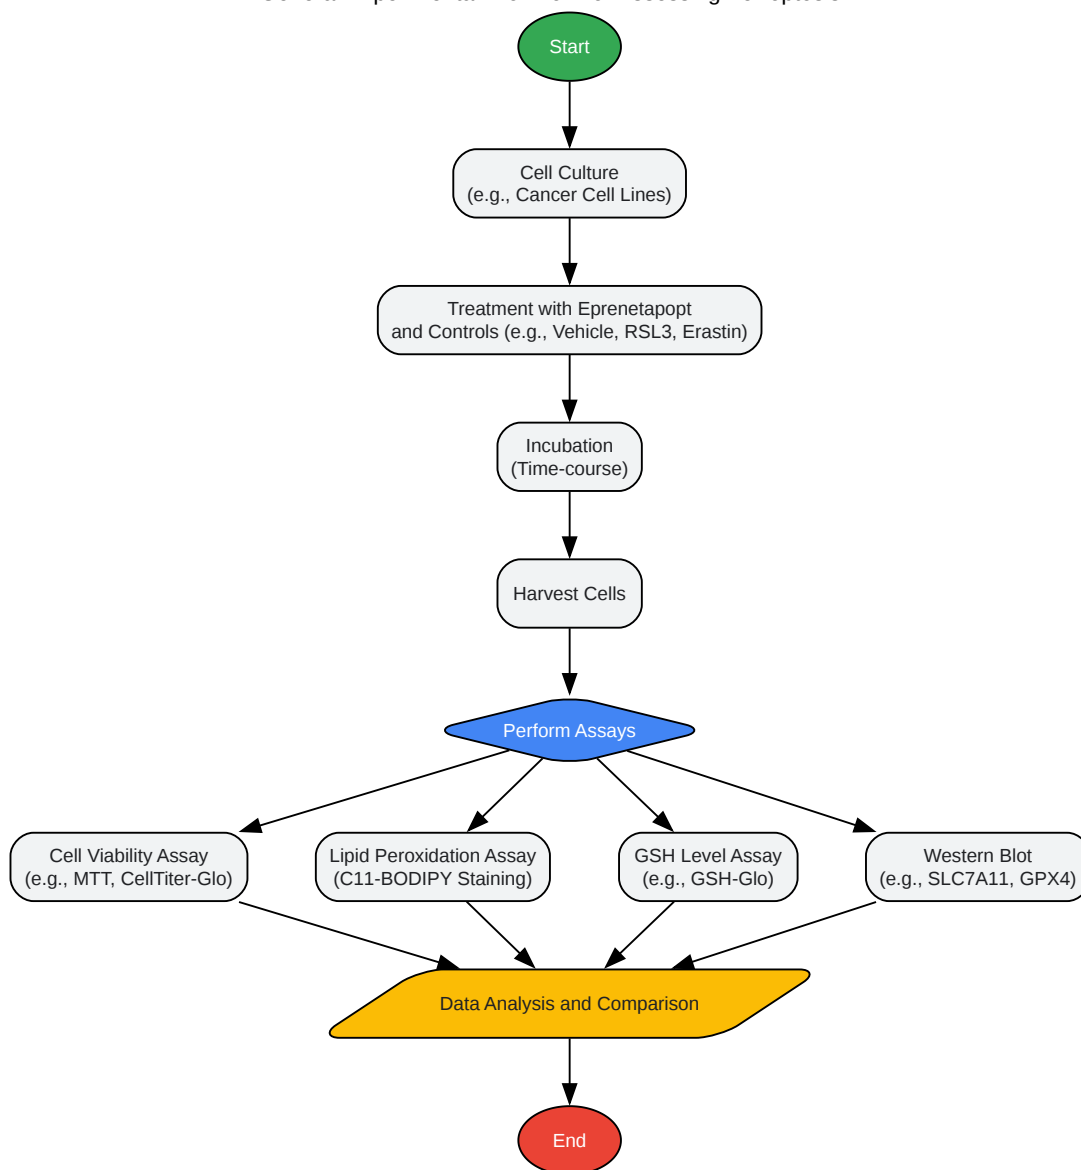 Start
Cell Culture
(e.g., Cancer Cell Lines)
Treatment with Eprenetapopt
and Controls (e.g., Vehicle, RSL3, Erastin)
Incubation
(Time-course)
Harvest Cells
Perform Assays
Cell Viability Assay
(e.g., MTT, CellTiter-Glo)
Lipid Peroxidation Assay
(C11-BODIPY Staining)
GSH Level Assay
(e.g., GSH-Glo)
Western Blot
(e.g., SLC7A11, GPX4)
Data Analysis and Comparison
End